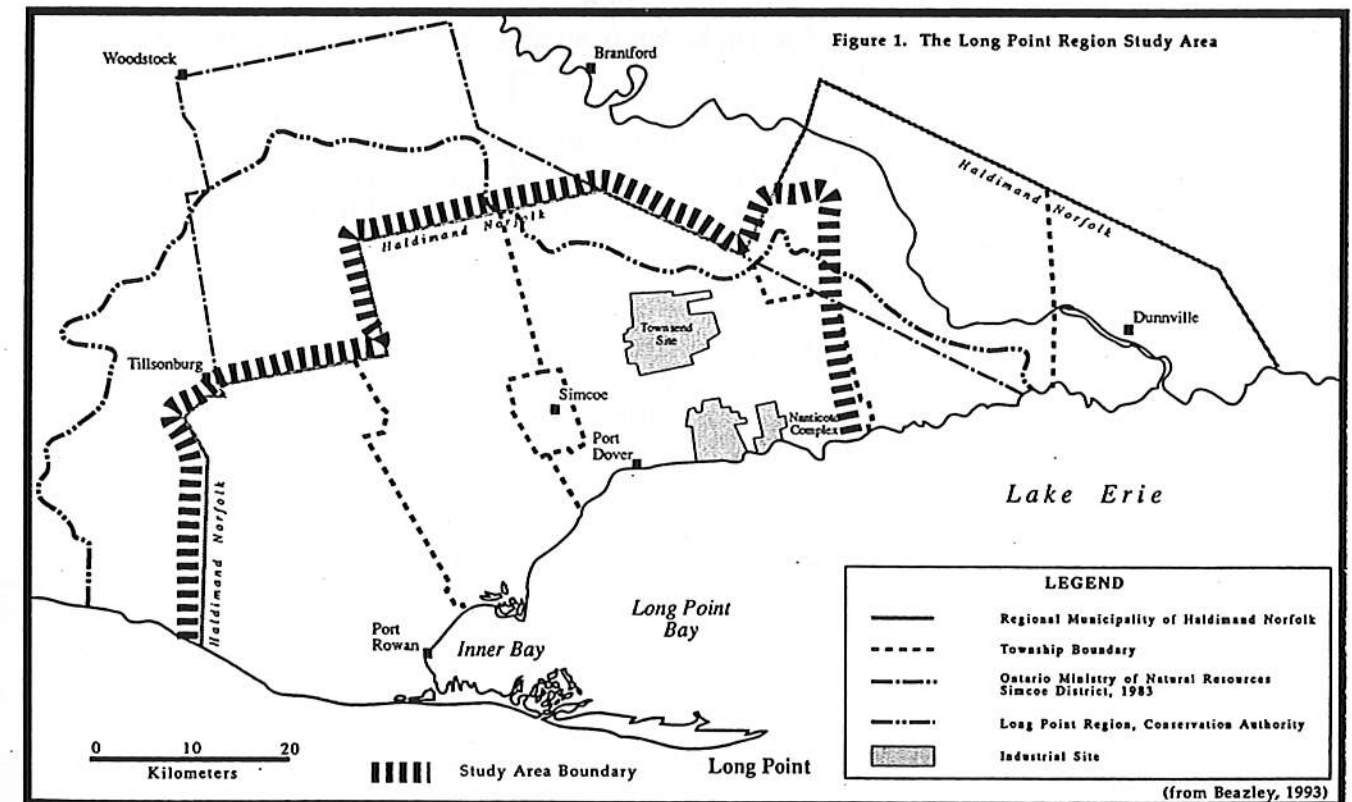 Figure 1. The Long Point Region Study Area
Woodstock
Brantford
Haldimand Norfolk
Haldimand Norfolk
Dunnville
Townsend
Site
Tillsonburg
Simcoe
Nanticoke
Complex
Port
Dover
Haldimand Norfolk
Lake Erie
Long Point
Bay
Port
Rowan
Inner Bay
LEGEND
Regional Municipality of Haldimand Norfolk
Township Boundary
Ontario Ministry of Natural Resources
Simcoe District, 1983
Long Point Region, Conservation Authority
Industrial Site
0 10 20
Kilometers
Study Area Boundary
Long Point
(from Beazley, 1993)